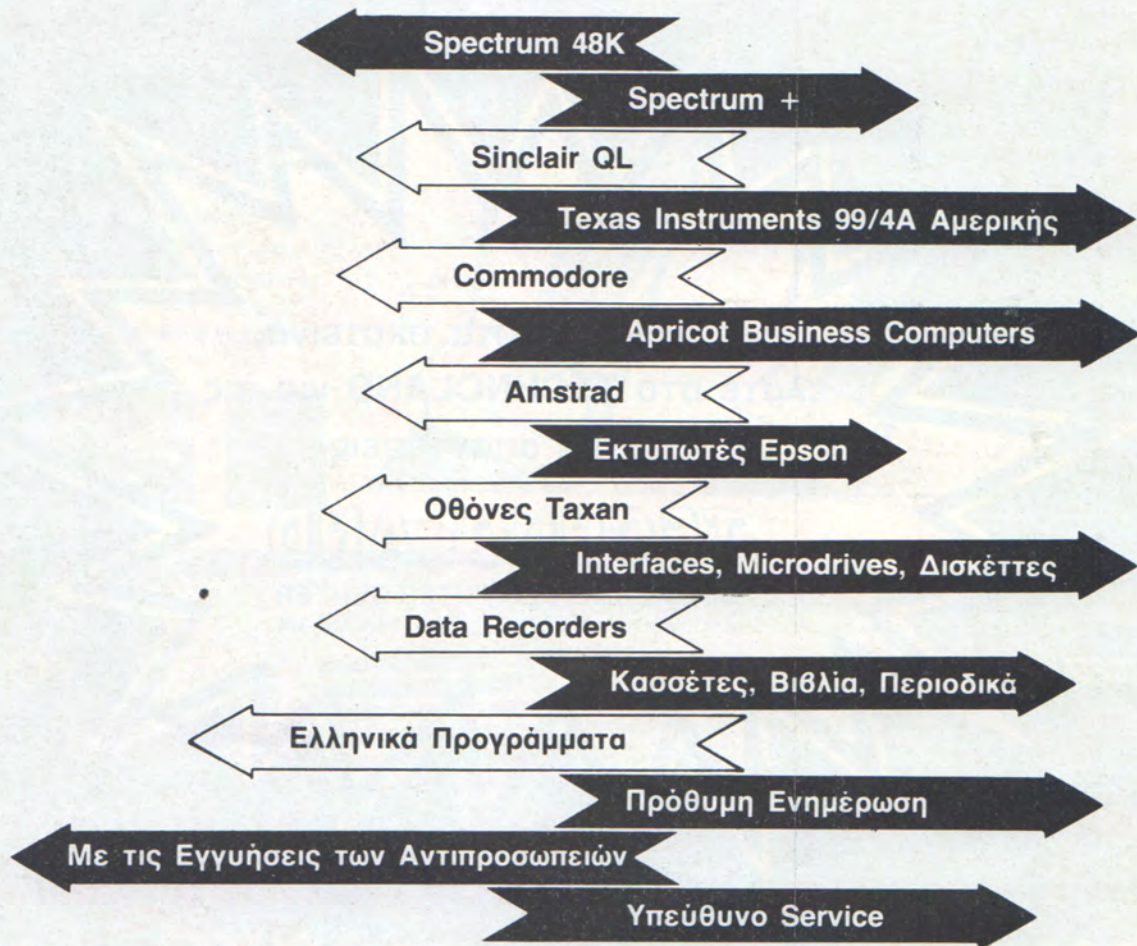 Spectrum 48K
Spectrum +
Sinclair QL
Texas Instruments 99/4A Αμερικής
Commodore
Apricot Business Computers
Amstrad
Εκτυπωτές Epson
Οθόνες Taxan
Interfaces, Microdrives, Δισκέττες
Data Recorders
Κασσέτες, Βιβλία, Περιοδικά
Ελληνικά Προγράμματα
Πρόθυμη Ενημέρωση
Με τις Εγγυήσεις των Αντιπροσωπειών
Υπεύθυνο Service